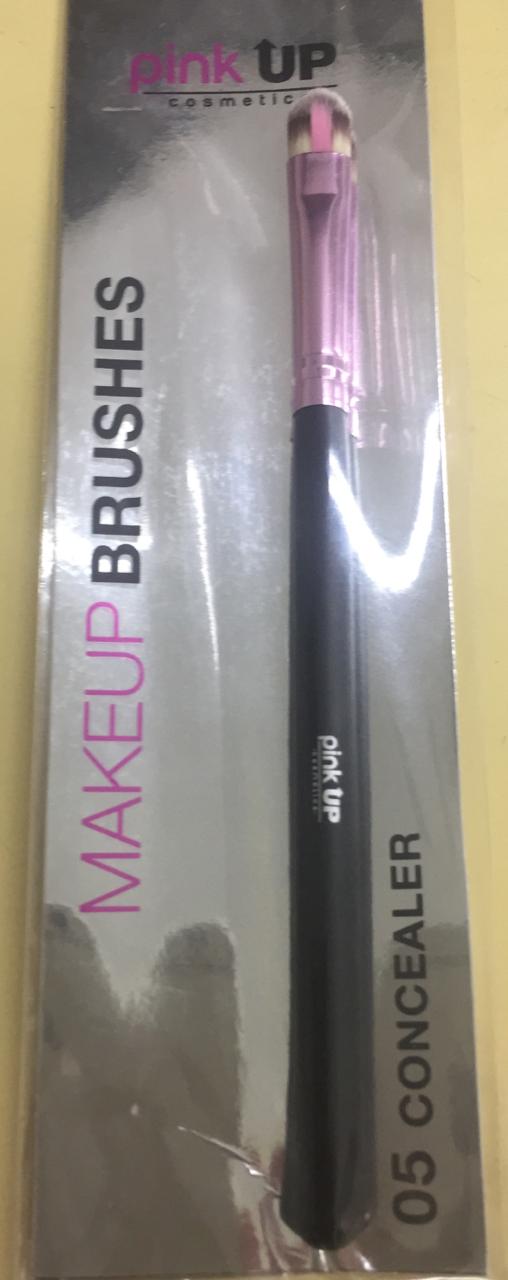 pink UP
cosmetic
MAKEUP BRUSHES
pink UP
05 CONCEALER